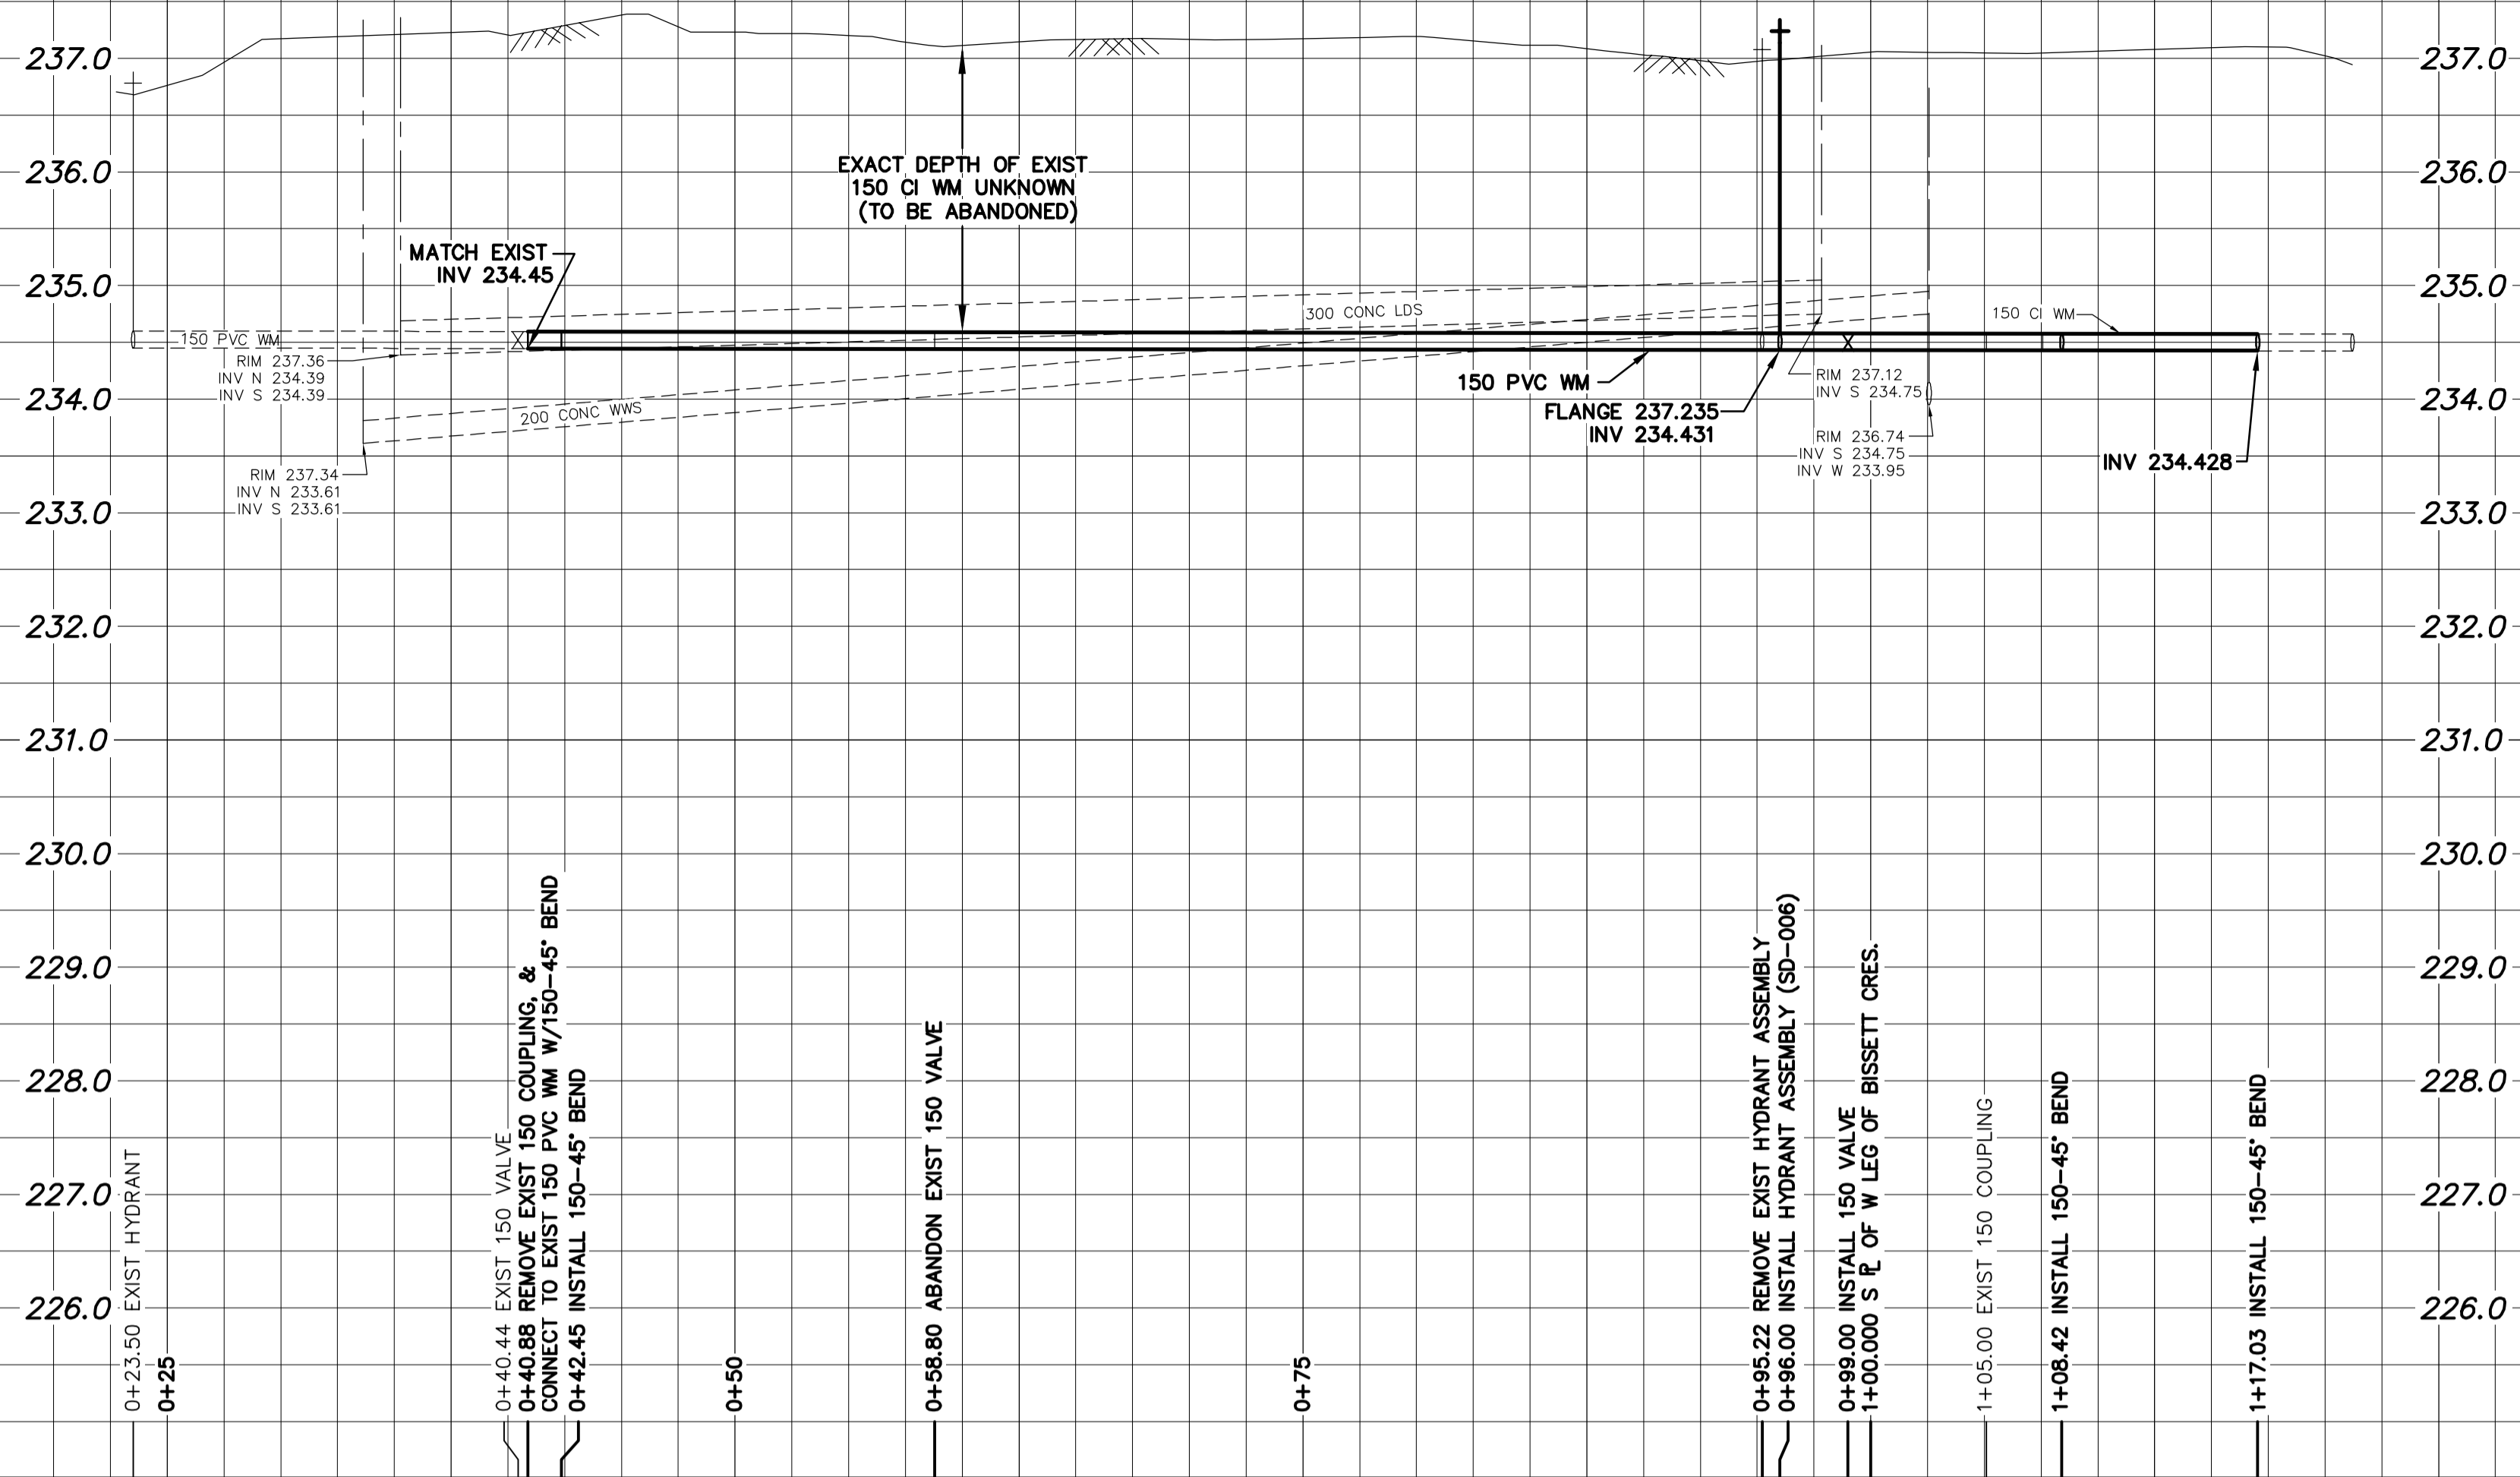 237.0
237.0
236.0
236.0
235.0
235.0
234.0
234.0
233.0
233.0
232.0
232.0
231.0
231.0
230.0
230.0
229.0
229.0
228.0
228.0
227.0
227.0
226.0
226.0
EXACT DEPTH OF EXIST
150 CI WM UNKNOWN
(TO BE ABANDONED)
MATCH EXIST
INV 234.45
150 PVC WM
RIM 237.36
INV N 234.39
INV S 234.39
200 CONC WWS
RIM 237.34
INV N 233.61
INV S 233.61
300 CONC LDS
150 CI WM
150 PVC WM
FLANGE 237.235
INV 234.431
RIM 237.12
INV S 234.75
RIM 236.74
INV S 234.75
INV W 233.95
INV 234.428
0+23.50 EXIST HYDRANT
0+25
0+40.44 EXIST 150 VALVE
0+40.88 REMOVE EXIST 150 COUPLING, &
CONNECT TO EXIST 150 PVC WM W/150-45° BEND
0+42.45 INSTALL 150-45° BEND
0+50
0+58.80 ABANDON EXIST 150 VALVE
0+75
0+95.22 REMOVE EXIST HYDRANT ASSEMBLY
0+96.00 INSTALL HYDRANT ASSEMBLY (SD-006)
0+99.00 INSTALL 150 VALVE
1+00.000 S PL OF W LEG OF BISSETT CRES.
1+05.00 EXIST 150 COUPLING
1+08.42 INSTALL 150-45° BEND
1+17.03 INSTALL 150-45° BEND